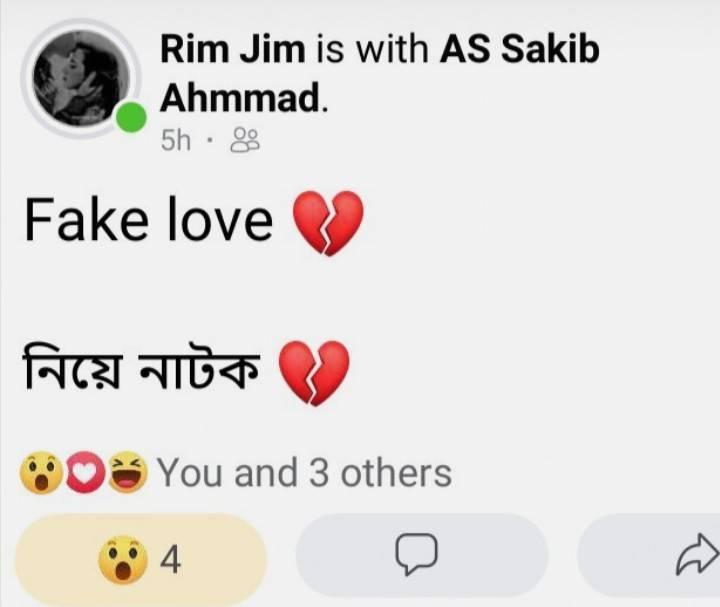 Rim Jim is with AS Sakib
Ahmmad.
5h ·
Fake love 💔
নিয়ে নাটক 💔
You and 3 others
4